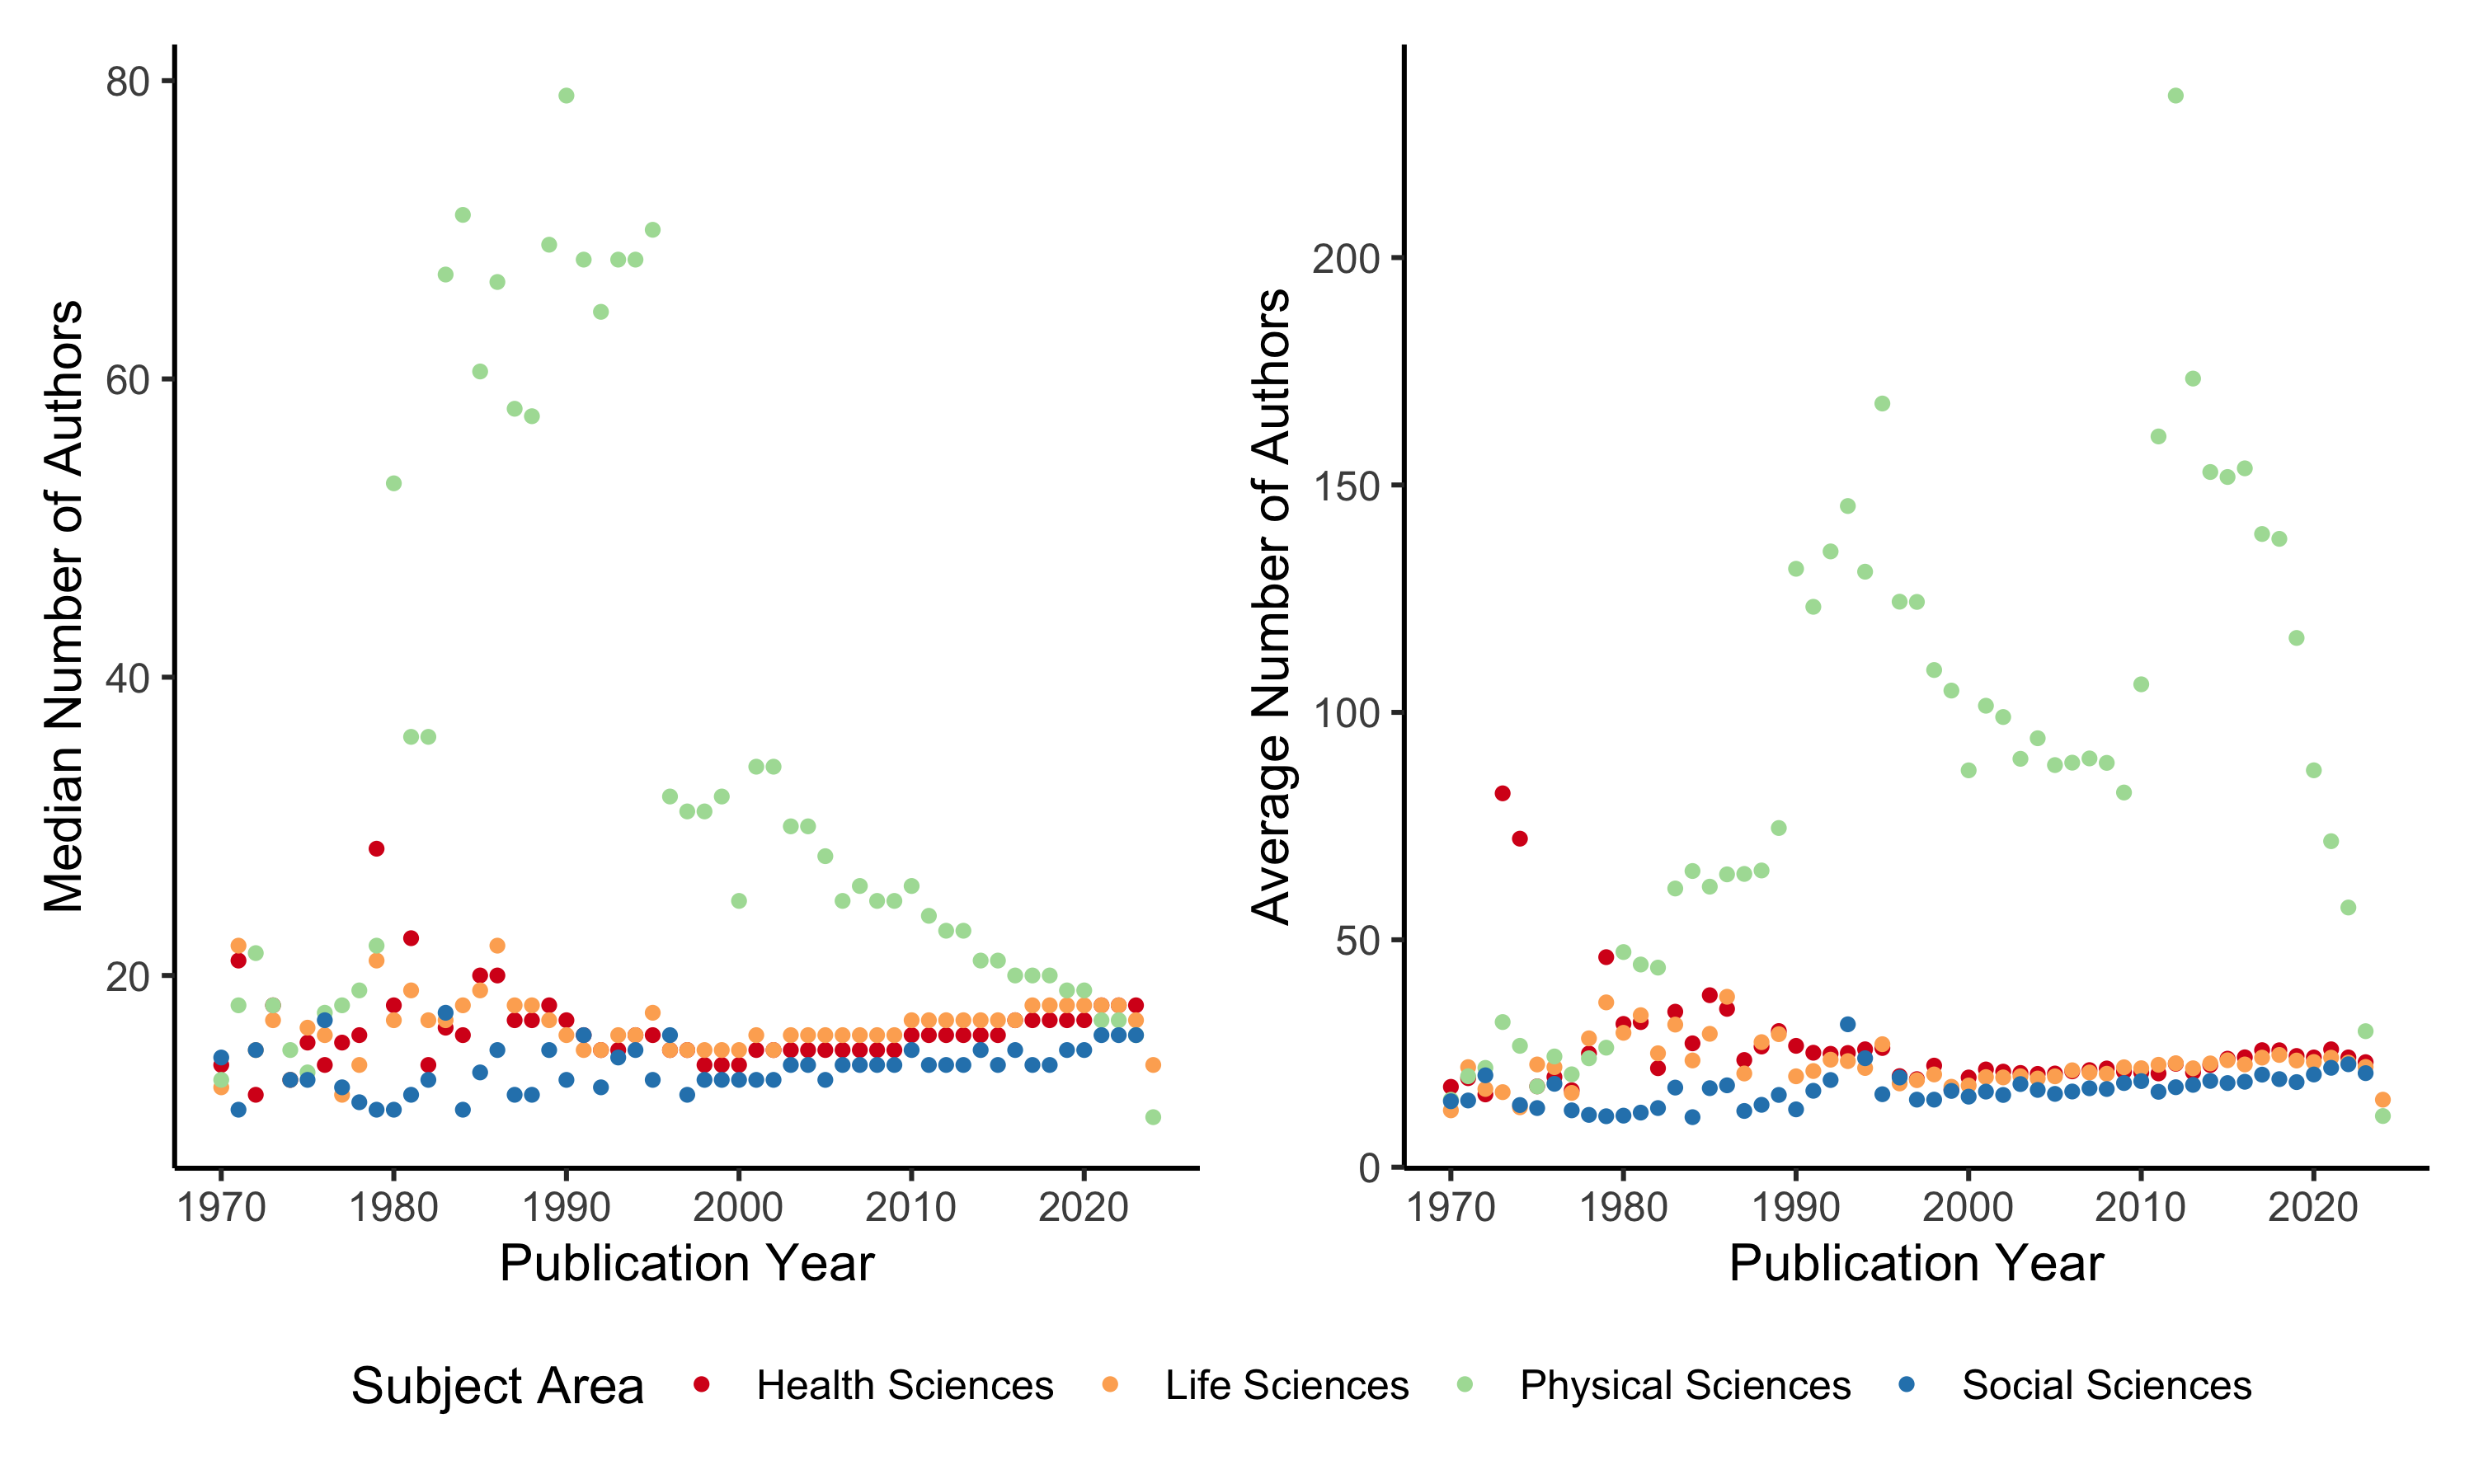 Median Number of Authors
80
60
40
20
1970 1980 1990 2000 2010 2020
Publication Year
Average Number of Authors
200
150
100
50
0
1970 1980 1990 2000 2010 2020
Publication Year
Subject Area Health Sciences Life Sciences Physical Sciences Social Sciences